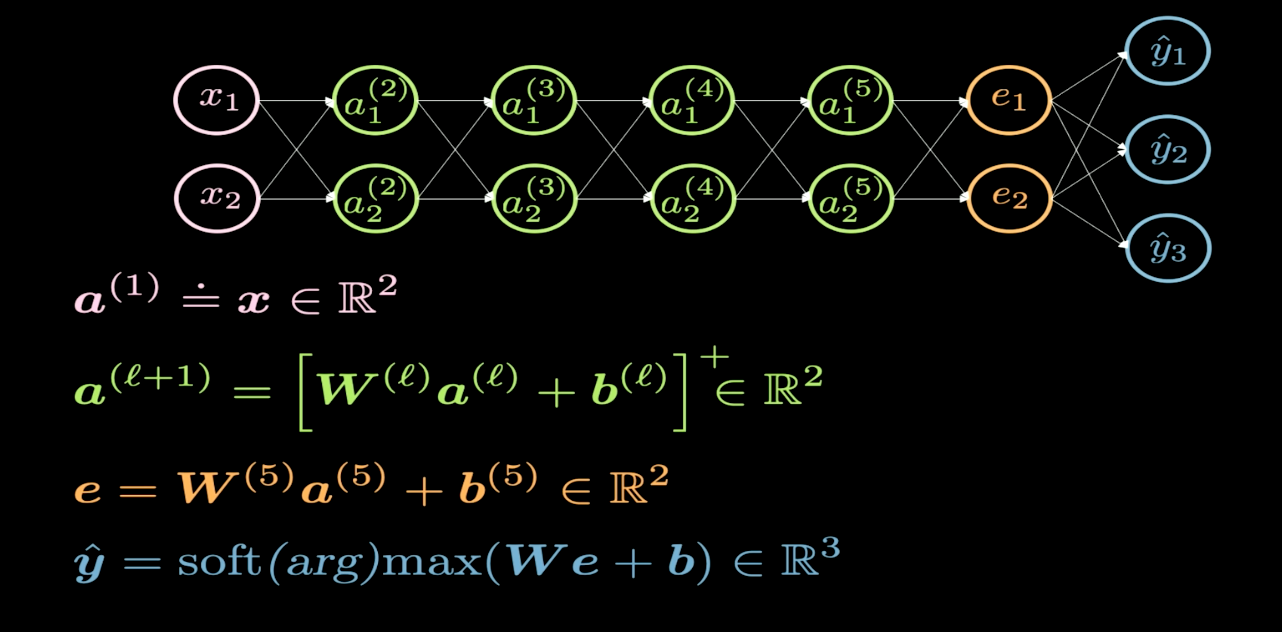 x₁ a₁⁽²⁾ a₁⁽³⁾ a₁⁽⁴⁾ a₁⁽⁵⁾ e₁ ŷ₁
ŷ₂
x₂ a₂⁽²⁾ a₂⁽³⁾ a₂⁽⁴⁾ a₂⁽⁵⁾ e₂ ŷ₃
a⁽¹⁾ ≐ x ∈ ℝ²
a⁽ℓ⁺¹⁾ = [W⁽ℓ⁾a⁽ℓ⁾ + b⁽ℓ⁾]⁺ ∈ ℝ²
e = W⁽⁵⁾a⁽⁵⁾ + b⁽⁵⁾ ∈ ℝ²
ŷ = soft(arg)max(We + b) ∈ ℝ³